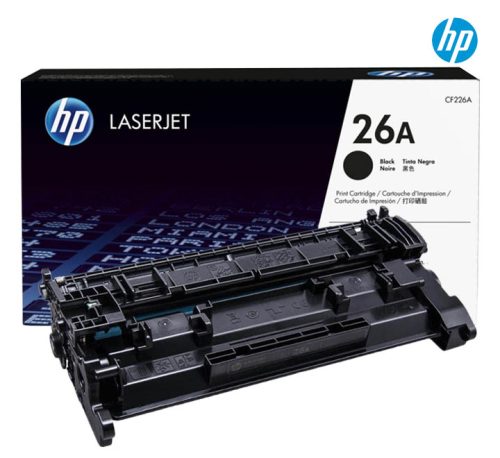 hp
CF226A
hp LASERJET
26A
Black Tinta Negra
Noire 黑色
Print Cartridge / Cartouche d'Impression /
Cartucho de Impresión / 打印硒鼓